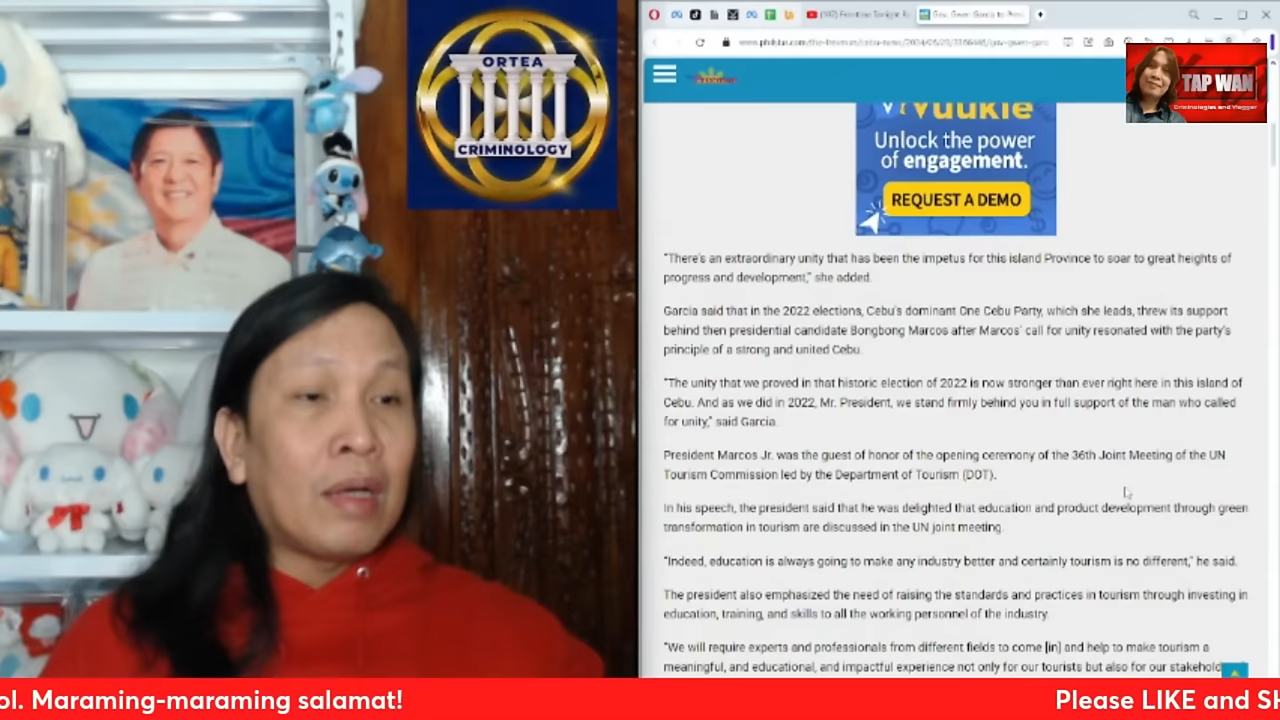 ORTEA
CRIMINOLOGY
Gov. Gwen Garcia to Pres.
TAP WAN
Criminologist and Vlogger
Vuukle
Unlock the power
of engagement.
REQUEST A DEMO
"There's an extraordinary unity that has been the impetus for this island Province to soar to great heights of
progress and development," she added.
Garcia said that in the 2022 elections, Cebu's dominant One Cebu Party, which she leads, threw its support
behind then presidential candidate Bongbong Marcos after Marcos' call for unity resonated with the party's
principle of a strong and united Cebu.
"The unity that we proved in that historic election of 2022 is now stronger than ever right here in this island of
Cebu. And as we did in 2022, Mr. President, we stand firmly behind you in full support of the man who called
for unity," said Garcia.
President Marcos Jr. was the guest of honor of the opening ceremony of the 36th Joint Meeting of the UN
Tourism Commission led by the Department of Tourism (DOT).
In his speech, the president said that he was delighted that education and product development through green
transformation in tourism are discussed in the UN joint meeting.
"Indeed, education is always going to make any industry better and certainly tourism is no different," he said.
The president also emphasized the need of raising the standards and practices in tourism through investing in
education, training, and skills to all the working personnel of the industry.
"We will require experts and professionals from different fields to come [in] and help to make tourism a
meaningful, and educational, and impactful experience not only for our tourists but also for our stakehold
ol. Maraming-maraming salamat!
Please LIKE and SH